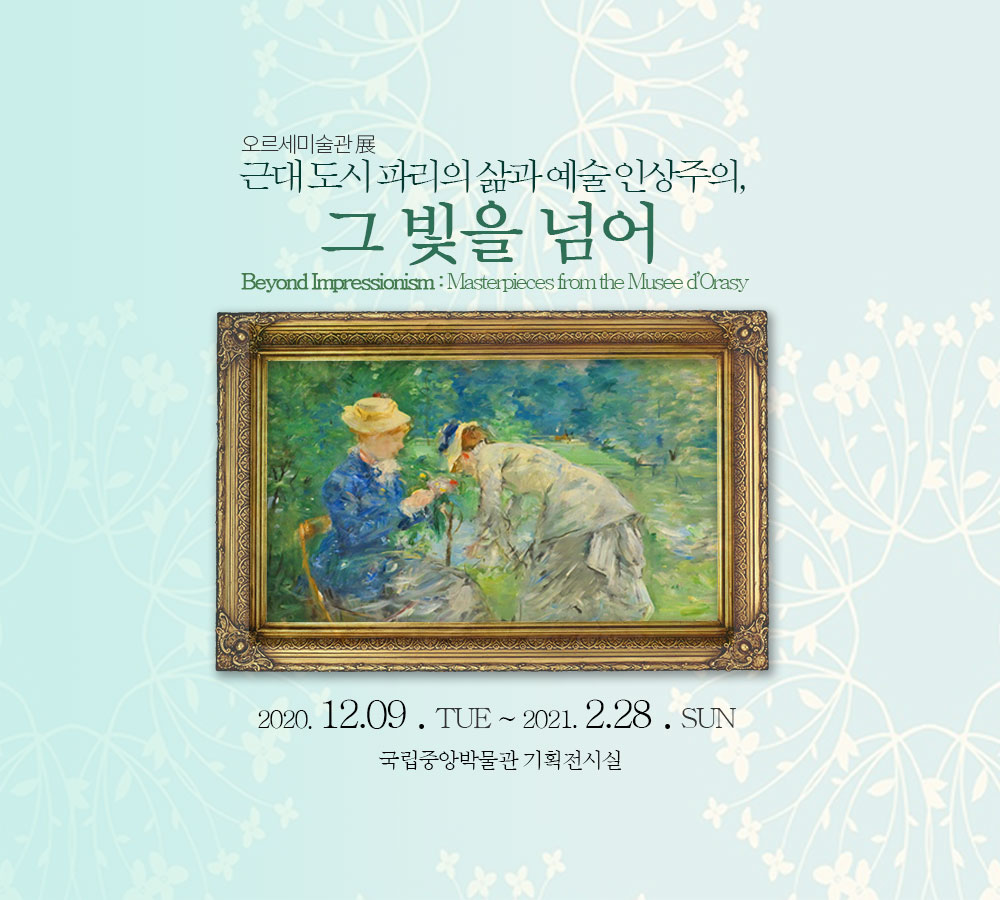 오르세미술관 展
근대 도시 파리의 삶과 예술 인상주의,
그 빛을 넘어
Beyond Impressionism : Masterpieces from the Musee d'Orasy
2020. 12.09 . TUE ~ 2021. 2.28 . SUN
국립중앙박물관 기획전시실